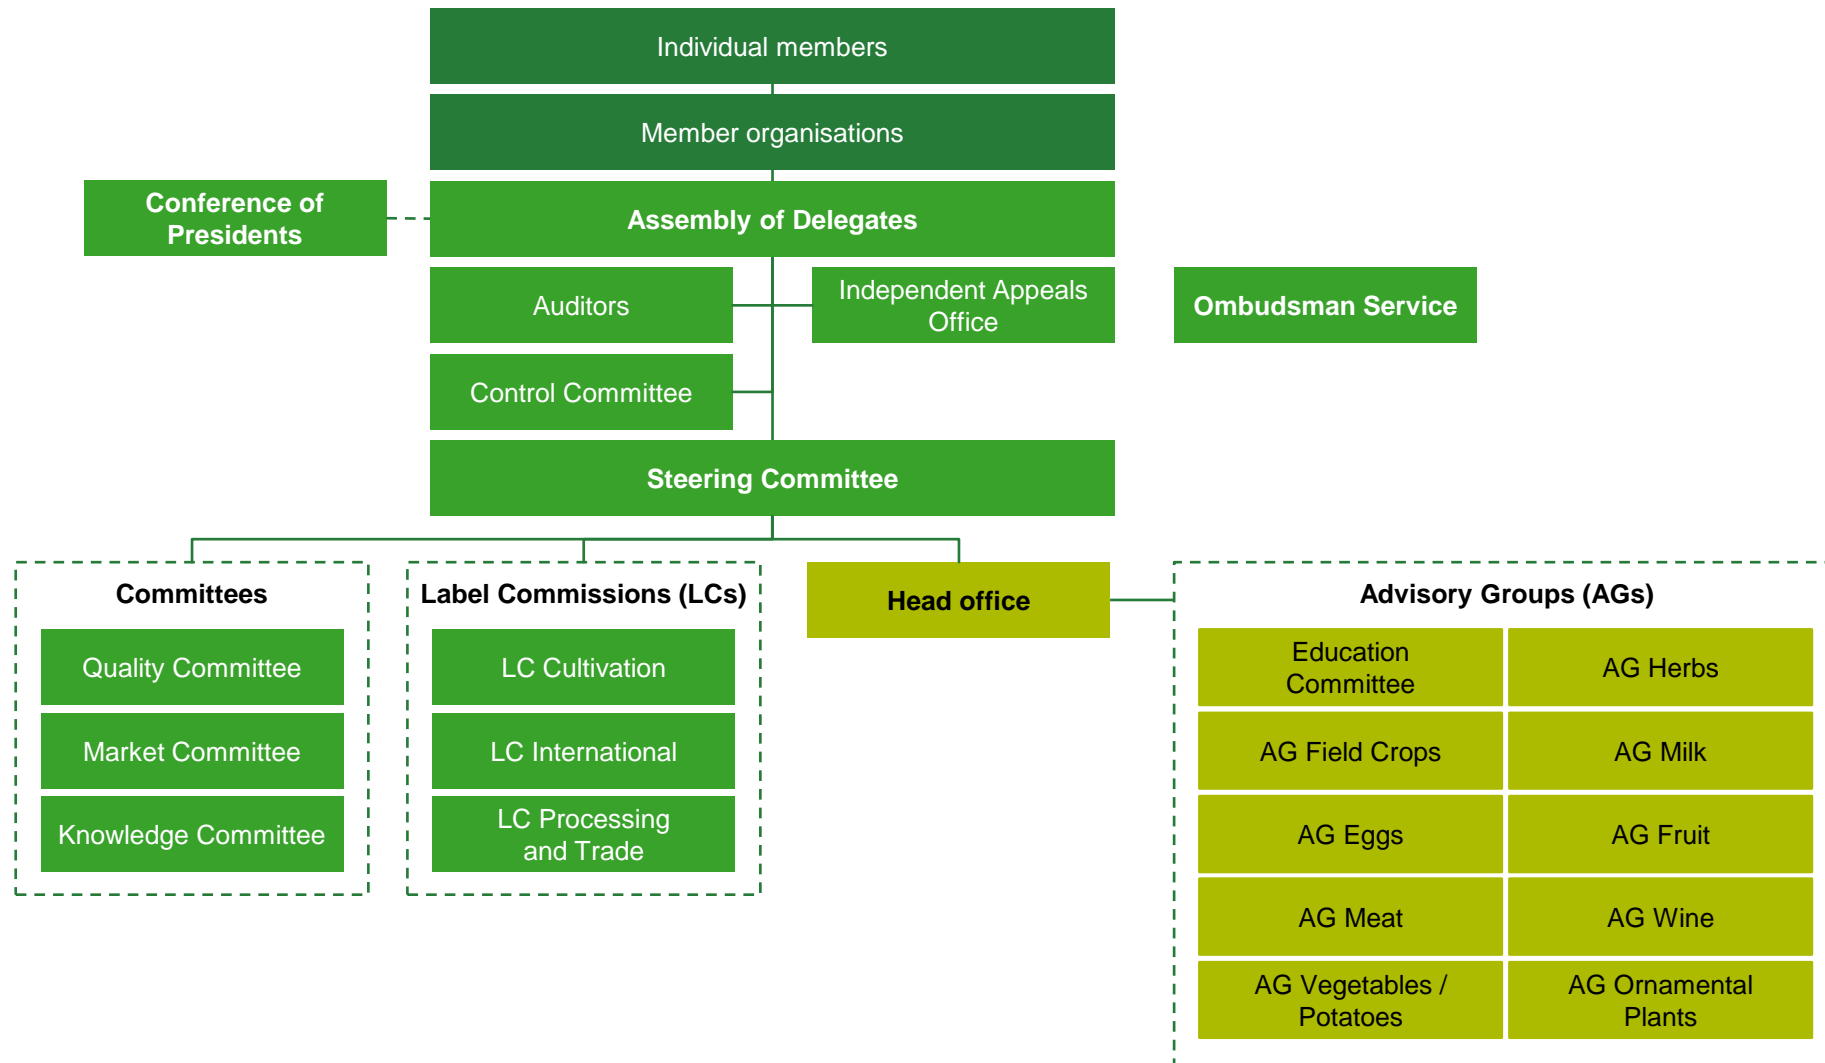 Individual members
Member organisations
Conference of
Presidents
Assembly of Delegates
Auditors
Independent Appeals
Office
Ombudsman Service
Control Committee
Steering Committee
Committees
Quality Committee
Market Committee
Knowledge Committee
Label Commissions (LCs)
LC Cultivation
LC International
LC Processing
and Trade
Head office
Advisory Groups (AGs)
Education
Committee
AG Herbs
AG Field Crops
AG Milk
AG Eggs
AG Fruit
AG Meat
AG Wine
AG Vegetables /
Potatoes
AG Ornamental
Plants